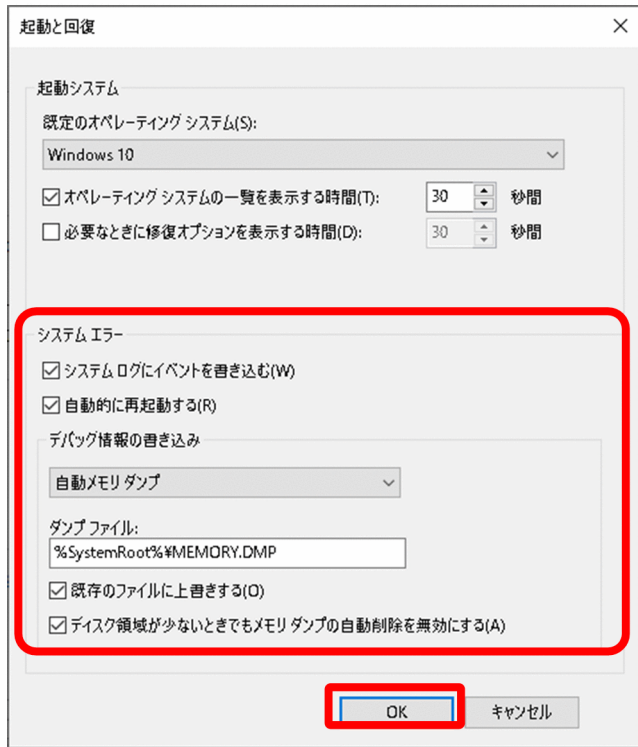 起動と回復
起動システム
既定のオペレーティング システム(S):
Windows 10
オペレーティング システムの一覧を表示する時間(T): 30 秒間
必要なときに修復オプションを表示する時間(D): 30 秒間
システム エラー
システム ログにイベントを書き込む(W)
自動的に再起動する(R)
デバッグ情報の書き込み
自動メモリ ダンプ
ダンプ ファイル:
%SystemRoot%¥MEMORY.DMP
既存のファイルに上書きする(O)
ディスク領域が少ないときでもメモリ ダンプの自動削除を無効にする(A)
OK キャンセル